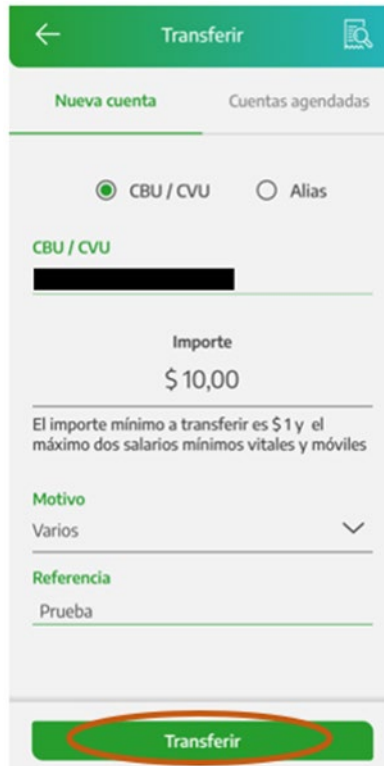 Transferir
Nueva cuenta Cuentas agendadas
CBU / CVU Alias
CBU / CVU
Importe
$ 10,00
El importe mínimo a transferir es $ 1 y el
máximo dos salarios mínimos vitales y móviles
Motivo
Varios
Referencia
Prueba
Transferir